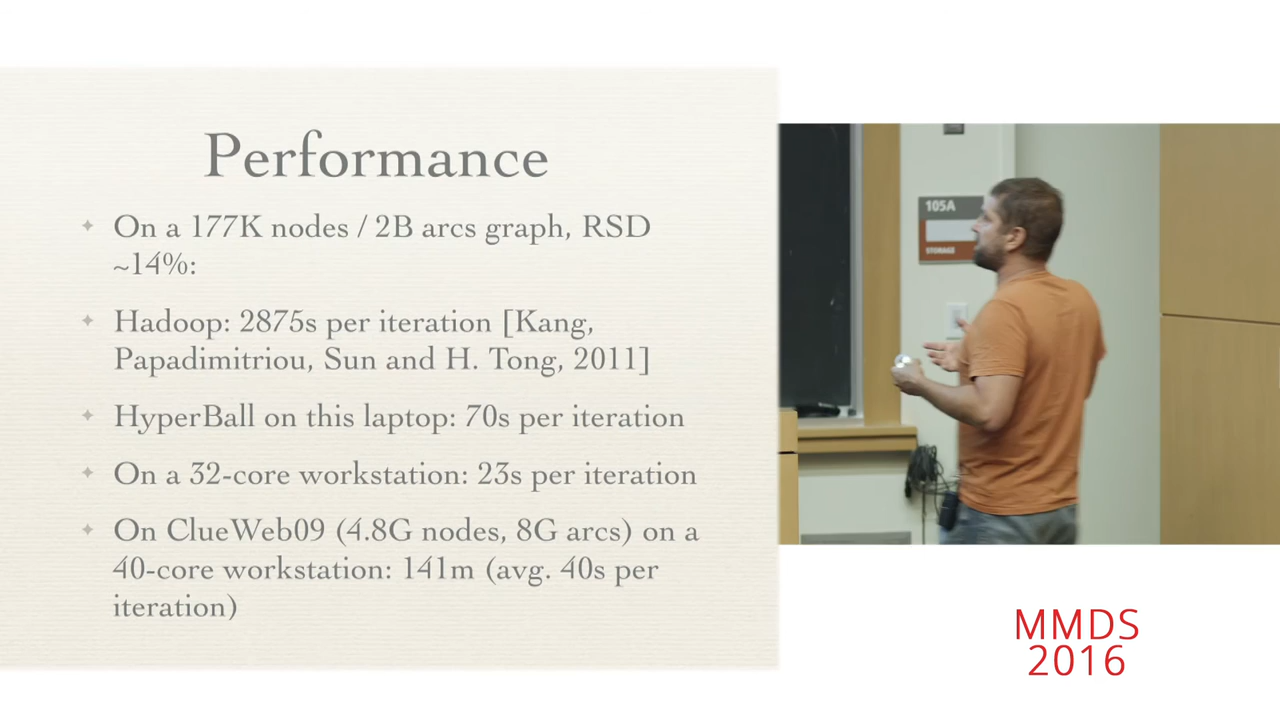 Performance
On a 177K nodes / 2B arcs graph, RSD
~14%:
Hadoop: 2875s per iteration [Kang,
Papadimitriou, Sun and H. Tong, 2011]
HyperBall on this laptop: 70s per iteration
On a 32-core workstation: 23s per iteration
On ClueWeb09 (4.8G nodes, 8G arcs) on a
40-core workstation: 141m (avg. 40s per
iteration)
105A
STORAGE
MMDS
2016